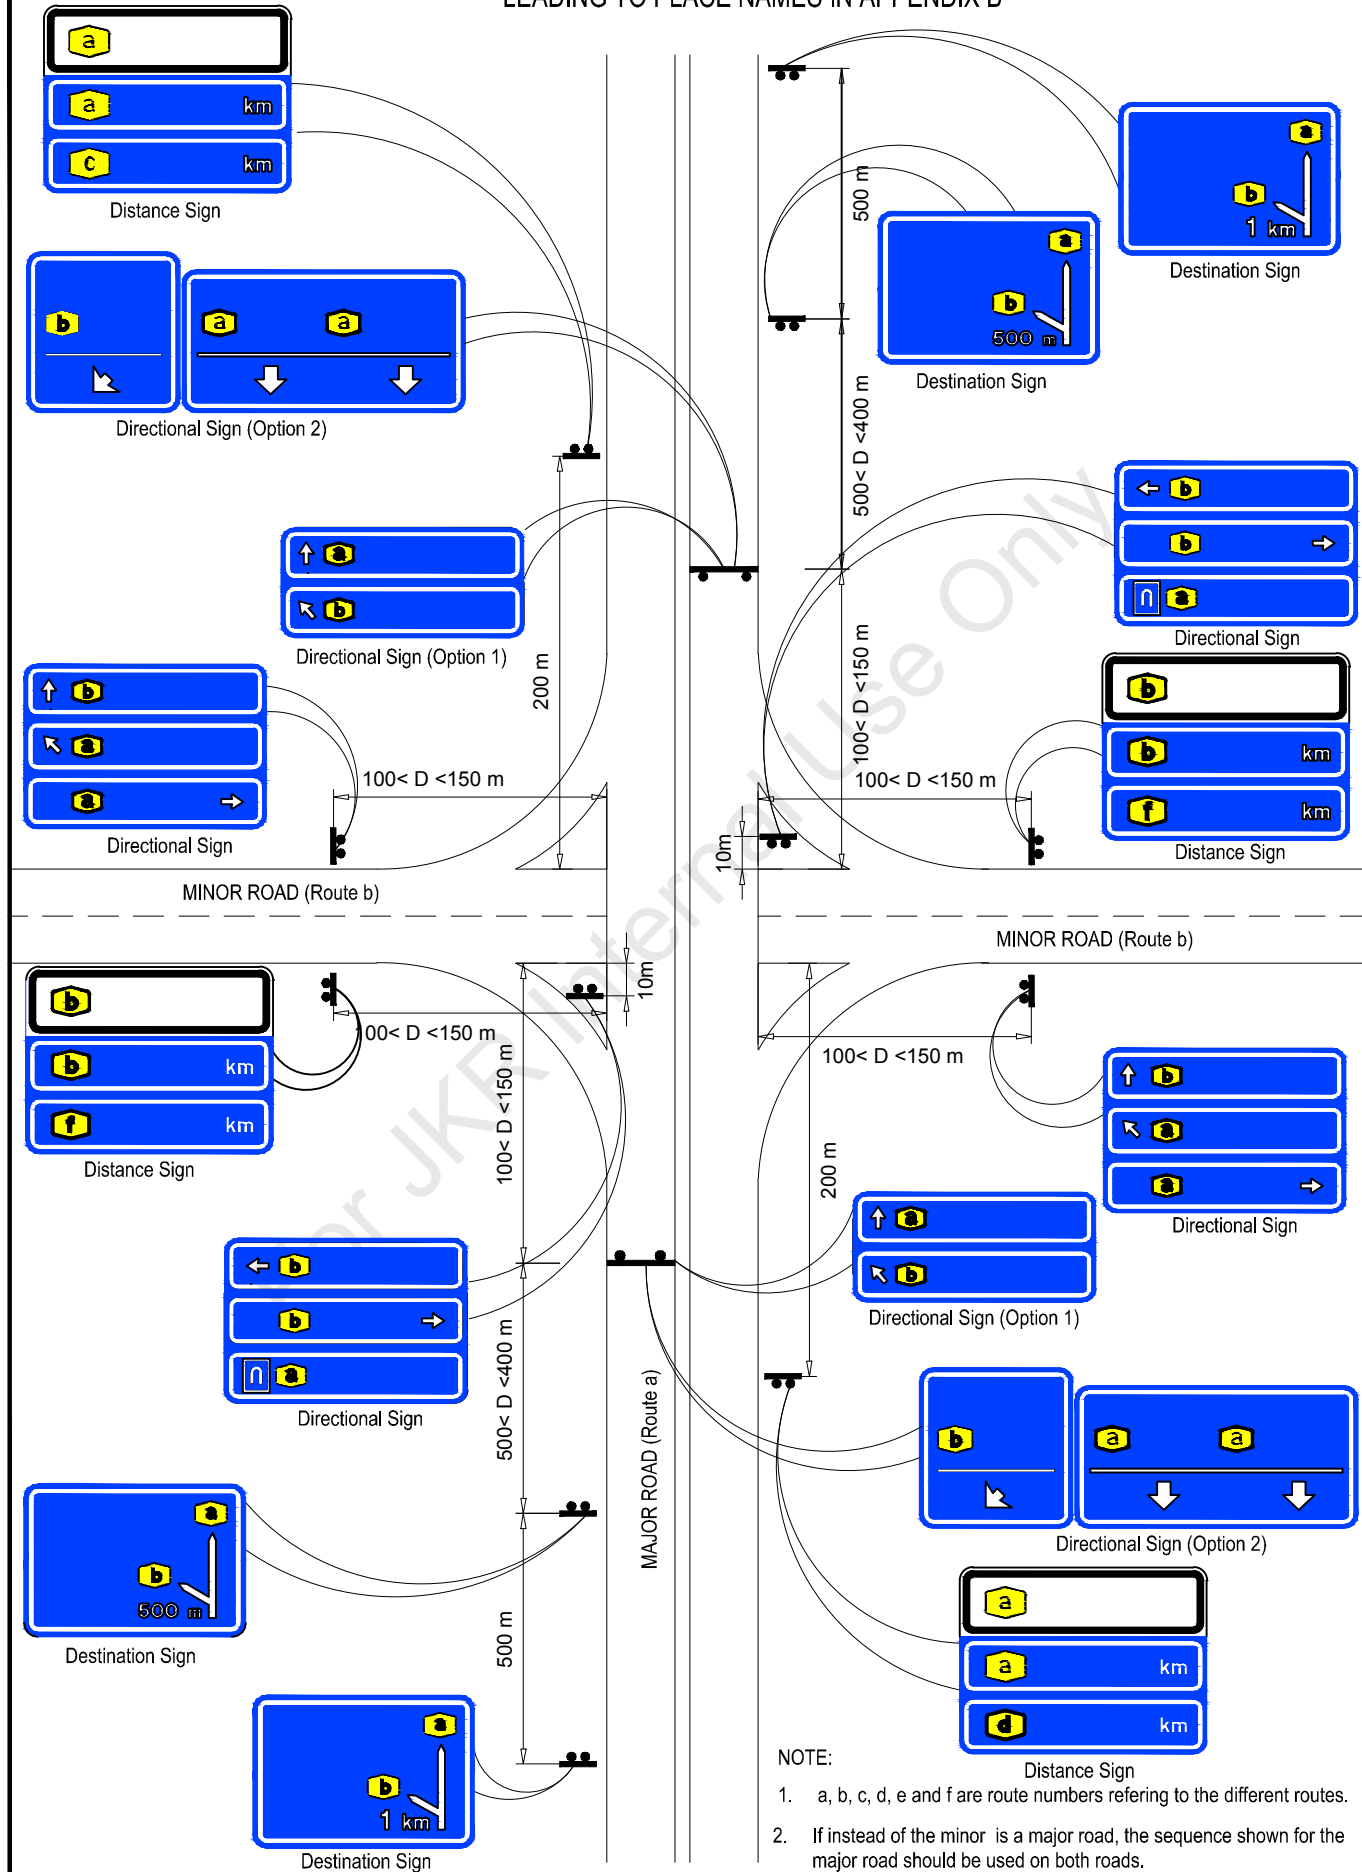 LEADING TO PLACE NAMES IN APPENDIX B
a
a km
c km
Distance Sign
a
b
1 km
Destination Sign
500 m
a
b
500 m
Destination Sign
b
a a
Directional Sign (Option 2)
500< D <400 m
b
b
a
Directional Sign
a
b
Directional Sign (Option 1)
200 m
100< D <150 m
b
a
a
Directional Sign
100< D <150 m
100< D <150 m
b
b km
f km
Distance Sign
10m
MINOR ROAD (Route b)
MINOR ROAD (Route b)
For JKR Internal Use Only
b
b km
f km
Distance Sign
10m
100< D <150 m
100< D <150 m
100< D <150 m
b
a
a
Directional Sign
200 m
a
b
Directional Sign (Option 1)
b
b
a
Directional Sign
500< D <400 m
MAJOR ROAD (Route a)
b
a a
Directional Sign (Option 2)
a
b
500 m
Destination Sign
500 m
a
a km
d km
Distance Sign
a
b
1 km
Destination Sign
NOTE:
1. a, b, c, d, e and f are route numbers refering to the different routes.
2. If instead of the minor is a major road, the sequence shown for the
major road should be used on both roads.